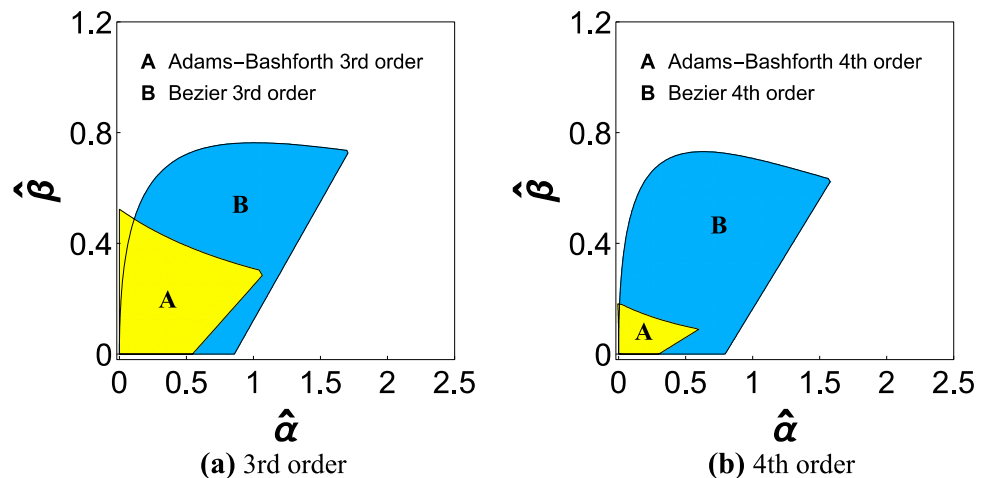 1.2
A Adams–Bashforth 3rd order
B Bezier 3rd order
0.8
β̂
B
0.4
A
0
0 0.5 1 1.5 2 2.5
α̂
(a) 3rd order
1.2
A Adams–Bashforth 4th order
B Bezier 4th order
0.8
β̂
B
0.4
A
0
0 0.5 1 1.5 2 2.5
α̂
(b) 4th order